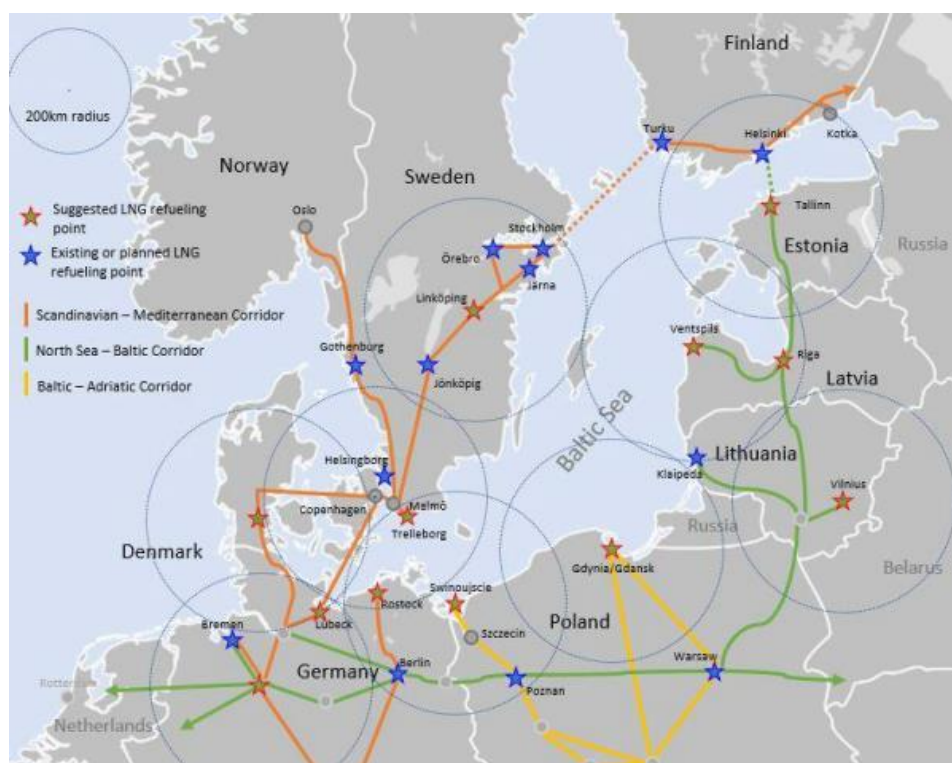 Finland
200km radius
Turku
Helsinki
Kotka
Norway
Sweden
Suggested LNG refueling
point
Existing or planned LNG
refueling point
Oslo
Stockholm
Örebro
Järna
Tallinn
Estonia
Russia
Linköping
Scandinavian – Mediterranean Corridor
North Sea – Baltic Corridor
Baltic – Adriatic Corridor
Gothenburg
Jönköpig
Ventspils
Riga
Latvia
Baltic Sea
Helsingborg
Copenhagen
Malmö
Trelleborg
Lithuania
Klaipeda
Vilnius
Russia
Denmark
Gdynia/Gdansk
Belarus
Bremen
Lübeck
Rostock
Swinoujscie
Szczecin
Poland
Germany
Berlin
Poznan
Warsaw
Netherlands